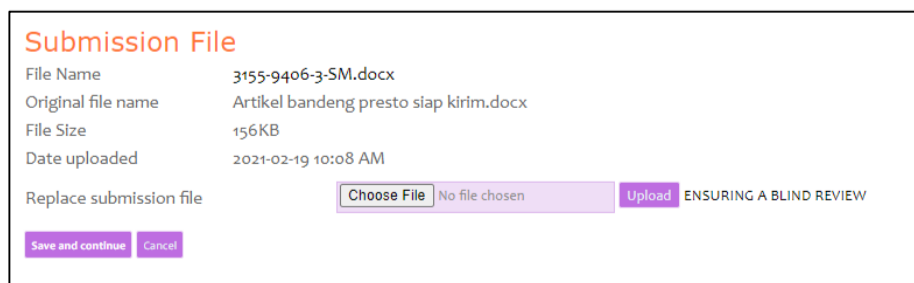 Submission File
File Name 3155-9406-3-SM.docx
Original file name Artikel bandeng presto siap kirim.docx
File Size 156KB
Date uploaded 2021-02-19 10:08 AM
Replace submission file Choose File No file chosen Upload ENSURING A BLIND REVIEW
Save and continue Cancel